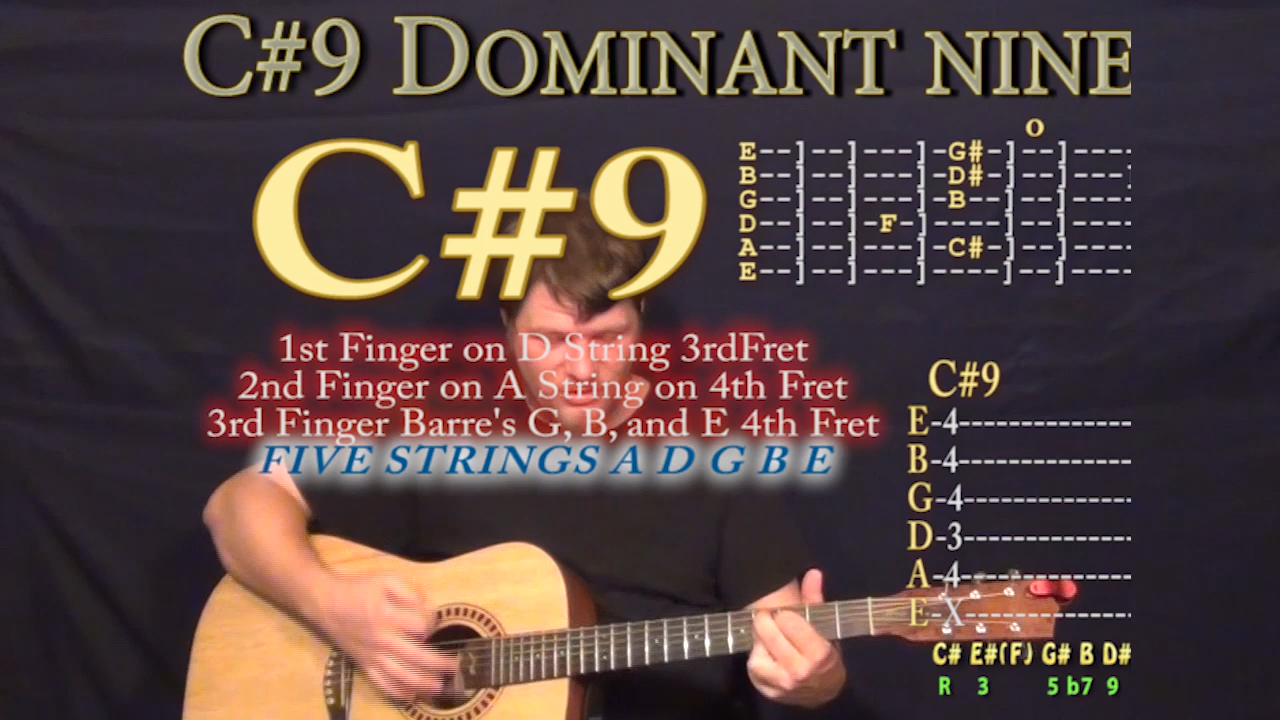 C#9 DOMINANT NINE
C#9
O
E--]--]---]-G#-]--]----
B--]--]---]-D#-]--]----
G--]--]---]-B--]--]----
D--]--]-F-]----]--]----
A--]--]---]-C#-]--]----
E--]--]---]----]--]----
1st Finger on D String 3rdFret
2nd Finger on A String on 4th Fret
3rd Finger Barre's G, B, and E 4th Fret
FIVE STRINGS A D G B E
C#9
E-4--------------
B-4--------------
G-4--------------
D-3--------------
A-4--------------
E-X--------------
C# E#(F) G# B D#
R 3 5 b7 9